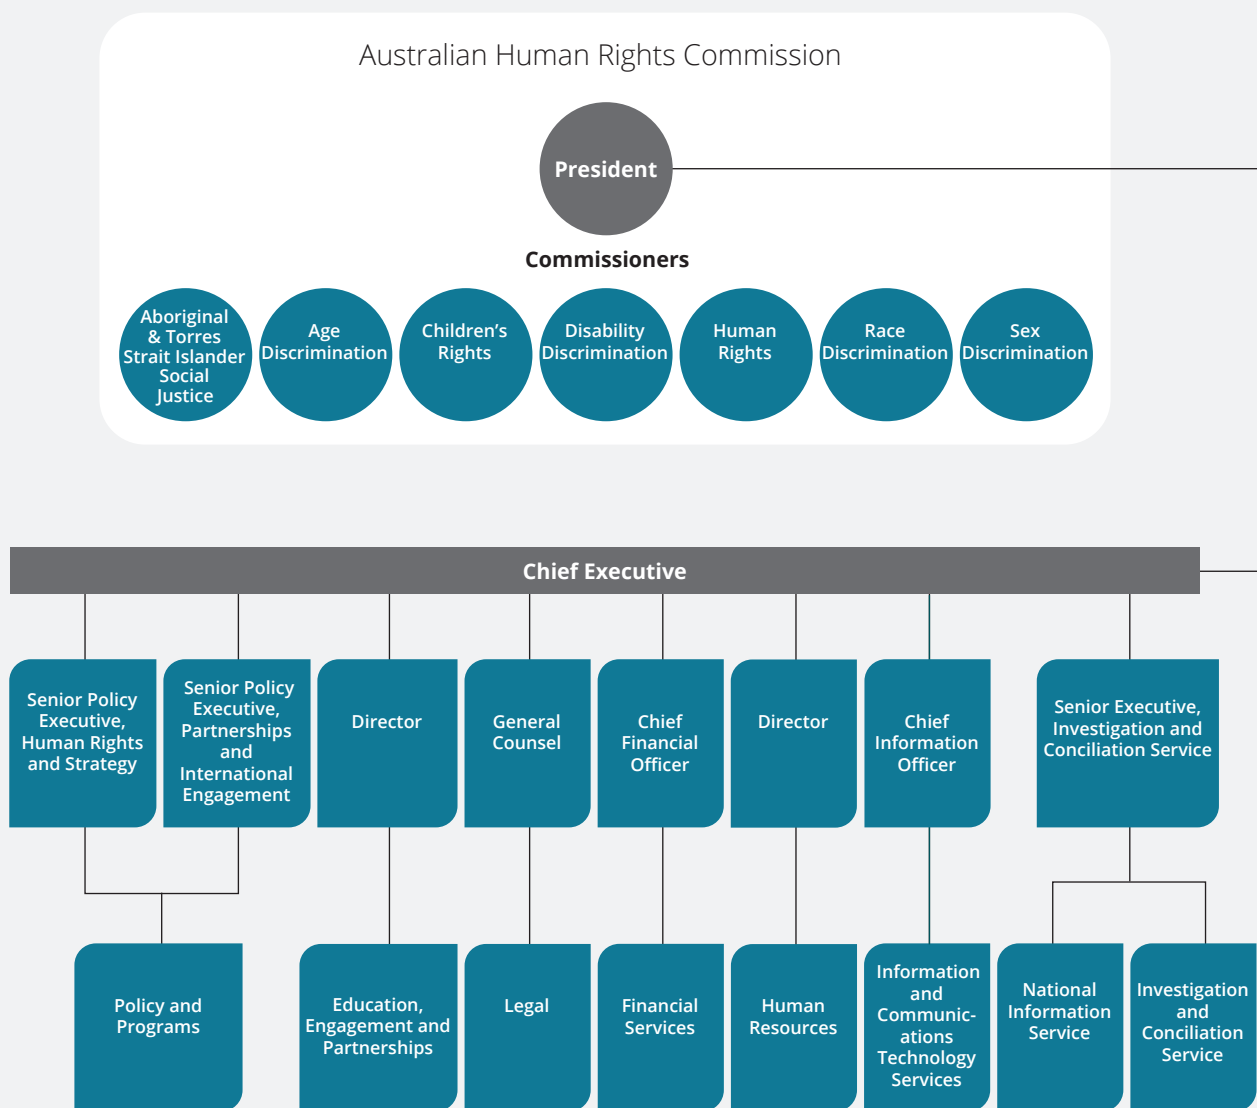 Australian Human Rights Commission
President
Commissioners
Aboriginal
& Torres
Strait Islander
Social
Justice
Age
Discrimination
Children's
Rights
Disability
Discrimination
Human
Rights
Race
Discrimination
Sex
Discrimination
Chief Executive
Senior Policy
Executive,
Human Rights
and Strategy
Senior Policy
Executive,
Partnerships
and
International
Engagement
Director
General
Counsel
Chief
Financial
Officer
Director
Chief
Information
Officer
Senior Executive,
Investigation and
Conciliation Service
Policy and
Programs
Education,
Engagement and
Partnerships
Legal
Financial
Services
Human
Resources
Information
and
Communic-
ations
Technology
Services
National
Information
Service
Investigation
and
Conciliation
Service